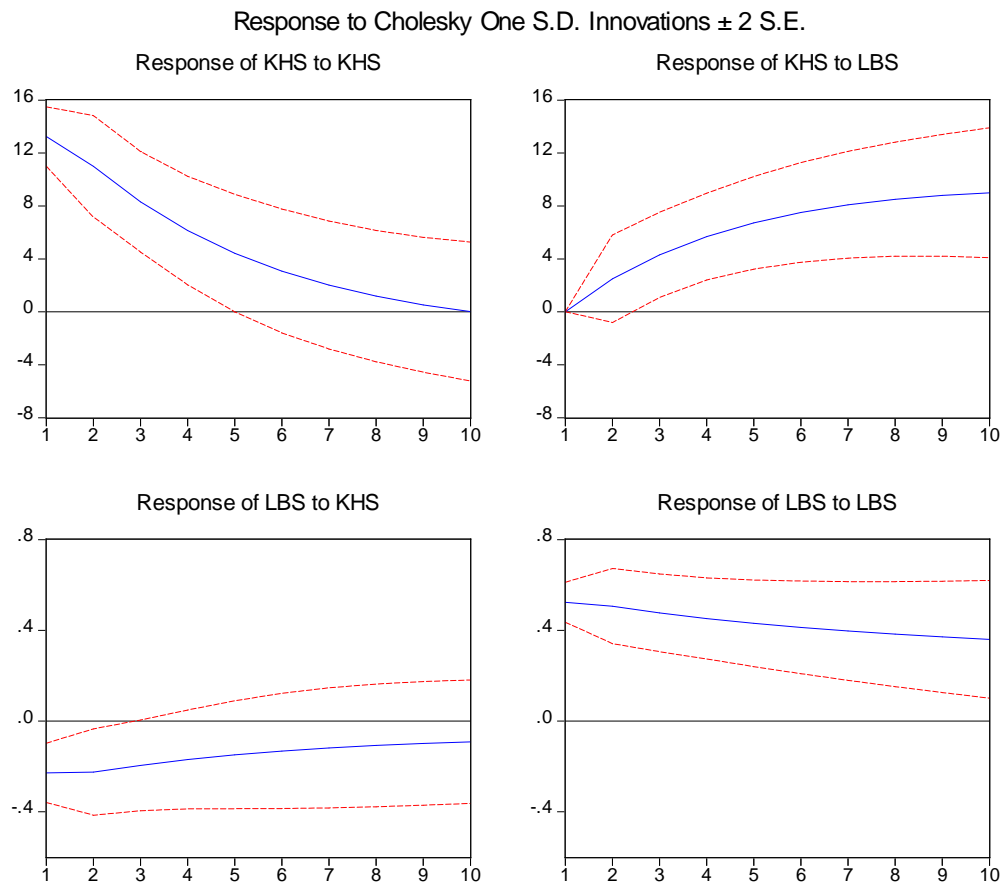 Response to Cholesky One S.D. Innovations ± 2 S.E.
Response of KHS to KHS
16
12
8
4
0
-4
-8
1 2 3 4 5 6 7 8 9 10
Response of KHS to LBS
16
12
8
4
0
-4
-8
1 2 3 4 5 6 7 8 9 10
Response of LBS to KHS
.8
.4
.0
-.4
1 2 3 4 5 6 7 8 9 10
Response of LBS to LBS
.8
.4
.0
-.4
1 2 3 4 5 6 7 8 9 10